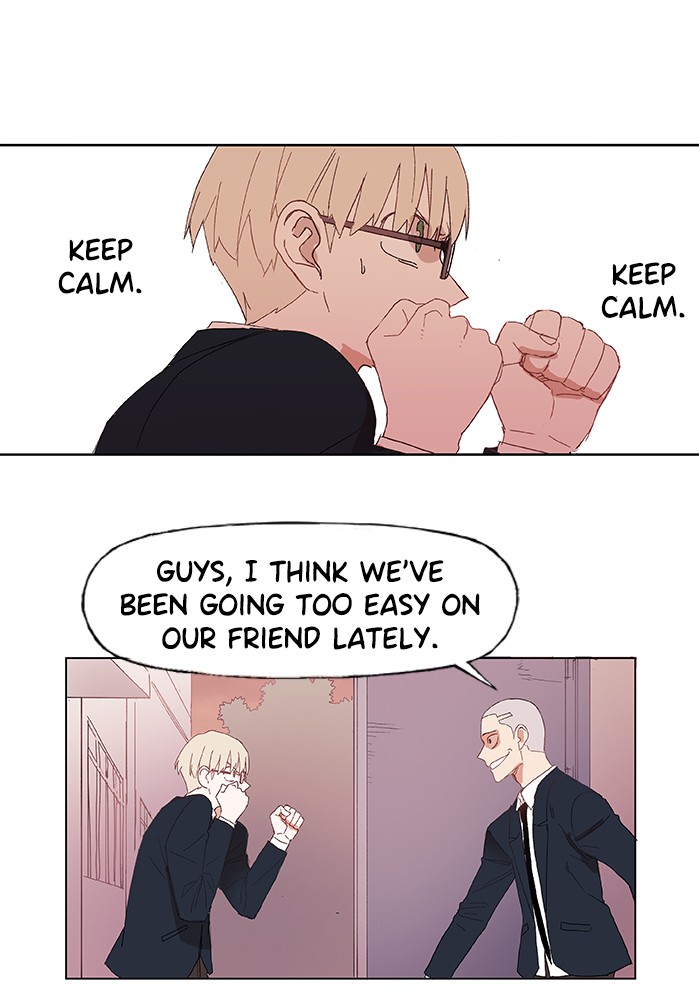 KEEP
CALM.
KEEP
CALM.
GUYS, I THINK WE'VE
BEEN GOING TOO EASY ON
OUR FRIEND LATELY.